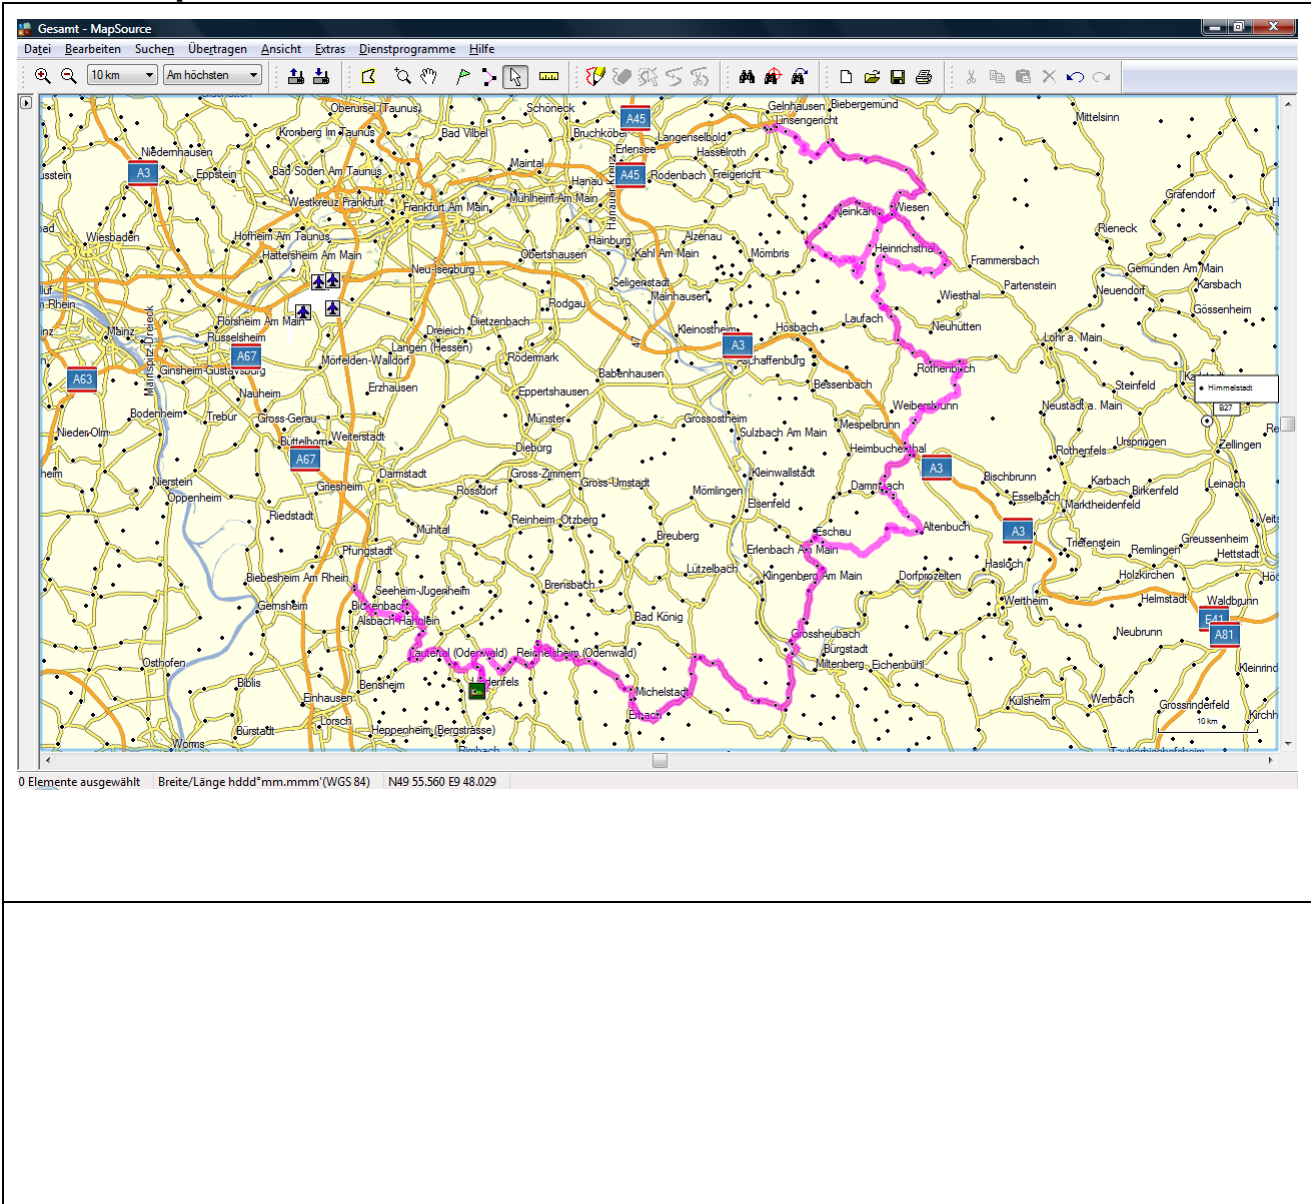 Gesamt - MapSource
Datei Bearbeiten Suchen Übertragen Ansicht Extras Dienstprogramme Hilfe
10 km Am höchsten
Oberursel (Taunus)
Schöneck
A45
Gelnhausen Biebergemünd
Linsengericht
Mittelsinn
Kronberg Im Taunus
Bad Vilbel
Langenselbold
Erlensee
Hasselroth
Niedernhausen
A3
Eppstein
Bad Soden Am Taunus
Maintal
Hanau
A45
Rodenbach Freigericht
Hanauer Kreuz
Westkreuz Frankfurt
Frankfurt Am Main
Mühlheim Am Main
Gräfendorf
Wiesen
Rieneck
Wiesbaden
Hofheim Am Taunus
Hattersheim Am Main
Hainburg
Alzenau
Kahl Am Main
Mömbris
Heinrichsthal
Obertshausen
Neu-Isenburg
Frammersbach
Gemünden Am Main
Karsbach
Seligenstadt
Mainhausen
Partenstein
Neuendorf
Wiesthal
Gössenheim
Rodgau
Flörsheim Am Main
Dietzenbach
Dreieich
Kleinostheim
Hösbach
Laufach
Neuhütten
Mainz
Mainspitz-Dreieck
Rüsselsheim
Langen (Hessen)
47
A3
Lohr a. Main
A67
Mörfelden-Walldorf
Rödermark
Aschaffenburg
Rothenbuch
Ginsheim-Gustavsburg
A63
Babenhausen
Bessenbach
Steinfeld
Himmelstadt
Nauheim
Erzhausen
Eppertshausen
B27
Weibersbrunn
Neustadt a. Main
Bodenheim
Trebur
Gross-Gerau
Münster
Grossostheim
Sulzbach Am Main
Mespelbrunn
Nieder-Olm
Büttelborn
Weiterstadt
Dieburg
Heimbuchenthal
Urspringen
Zellingen
Rothenfels
A67
Darmstadt
Gross-Zimmern
Gross-Umstadt
Kleinwallstadt
A3
Bischbrunn
Karbach
Nierstein
Oppenheim
Griesheim
Rossdorf
Mömlingen
Dammbach
Birkenfeld
Leinach
Esselbach
Marktheidenfeld
Elsenfeld
Riedstadt
Reinheim Otzberg
Mühltal
Breuberg
Eschau
Altenbuch
A3
Triefenstein
Greussenheim
Remlingen
Hettstadt
Pfungstadt
Erlenbach Am Main
Hasloch
Lützelbach
Klingenberg Am Main
Dorfprozelten
Holzkirchen
Biebesheim Am Rhein
Seeheim-Jugenheim
Brensbach
Wertheim
Helmstadt
Waldbrunn
Gernsheim
Bickenbach
Alsbach-Hähnlein
Bad König
E41
A81
Neubrunn
Grossheubach
Bürgstadt
Lautertal (Odenwald) Reichelsheim (Odenwald)
Osthofen
Miltenberg Eichenbühl
Biblis
Bensheim
Lindenfels
Michelstadt
Külsheim
Werbach
Einhausen
Grossrinderfeld
Erbach
Lorsch
Bürstadt
Heppenheim (Bergstrasse)
10 km
Worms
Rimbach
0 Elemente ausgewählt Breite/Länge hddd°mm.mmm'(WGS 84) N49 55.560 E9 48.029